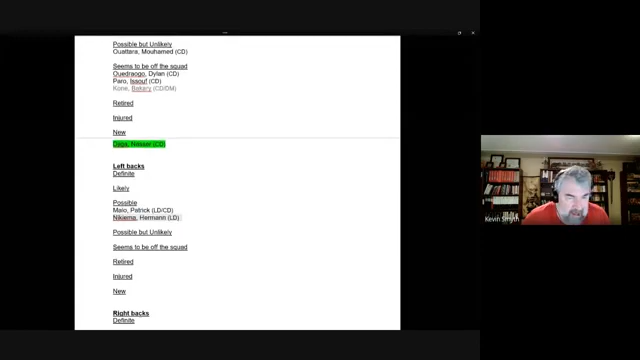 Possible but Unlikely
Ouattara, Mouhamed (CD)
Seems to be off the squad
Ouedraogo, Dylan (CD)
Paro, Issouf (CD)
Kone, Bakary (CD/DM)
Retired
Injured
New
Nassar (CD)
Left backs
Definite
Likely
Possible
Malo, Patrick (LD/CD)
Nikiema, Hermann (LD)
Possible but Unlikely
Seems to be off the squad
Retired
Injured
New
Right backs
Definite
Kevin Smyth